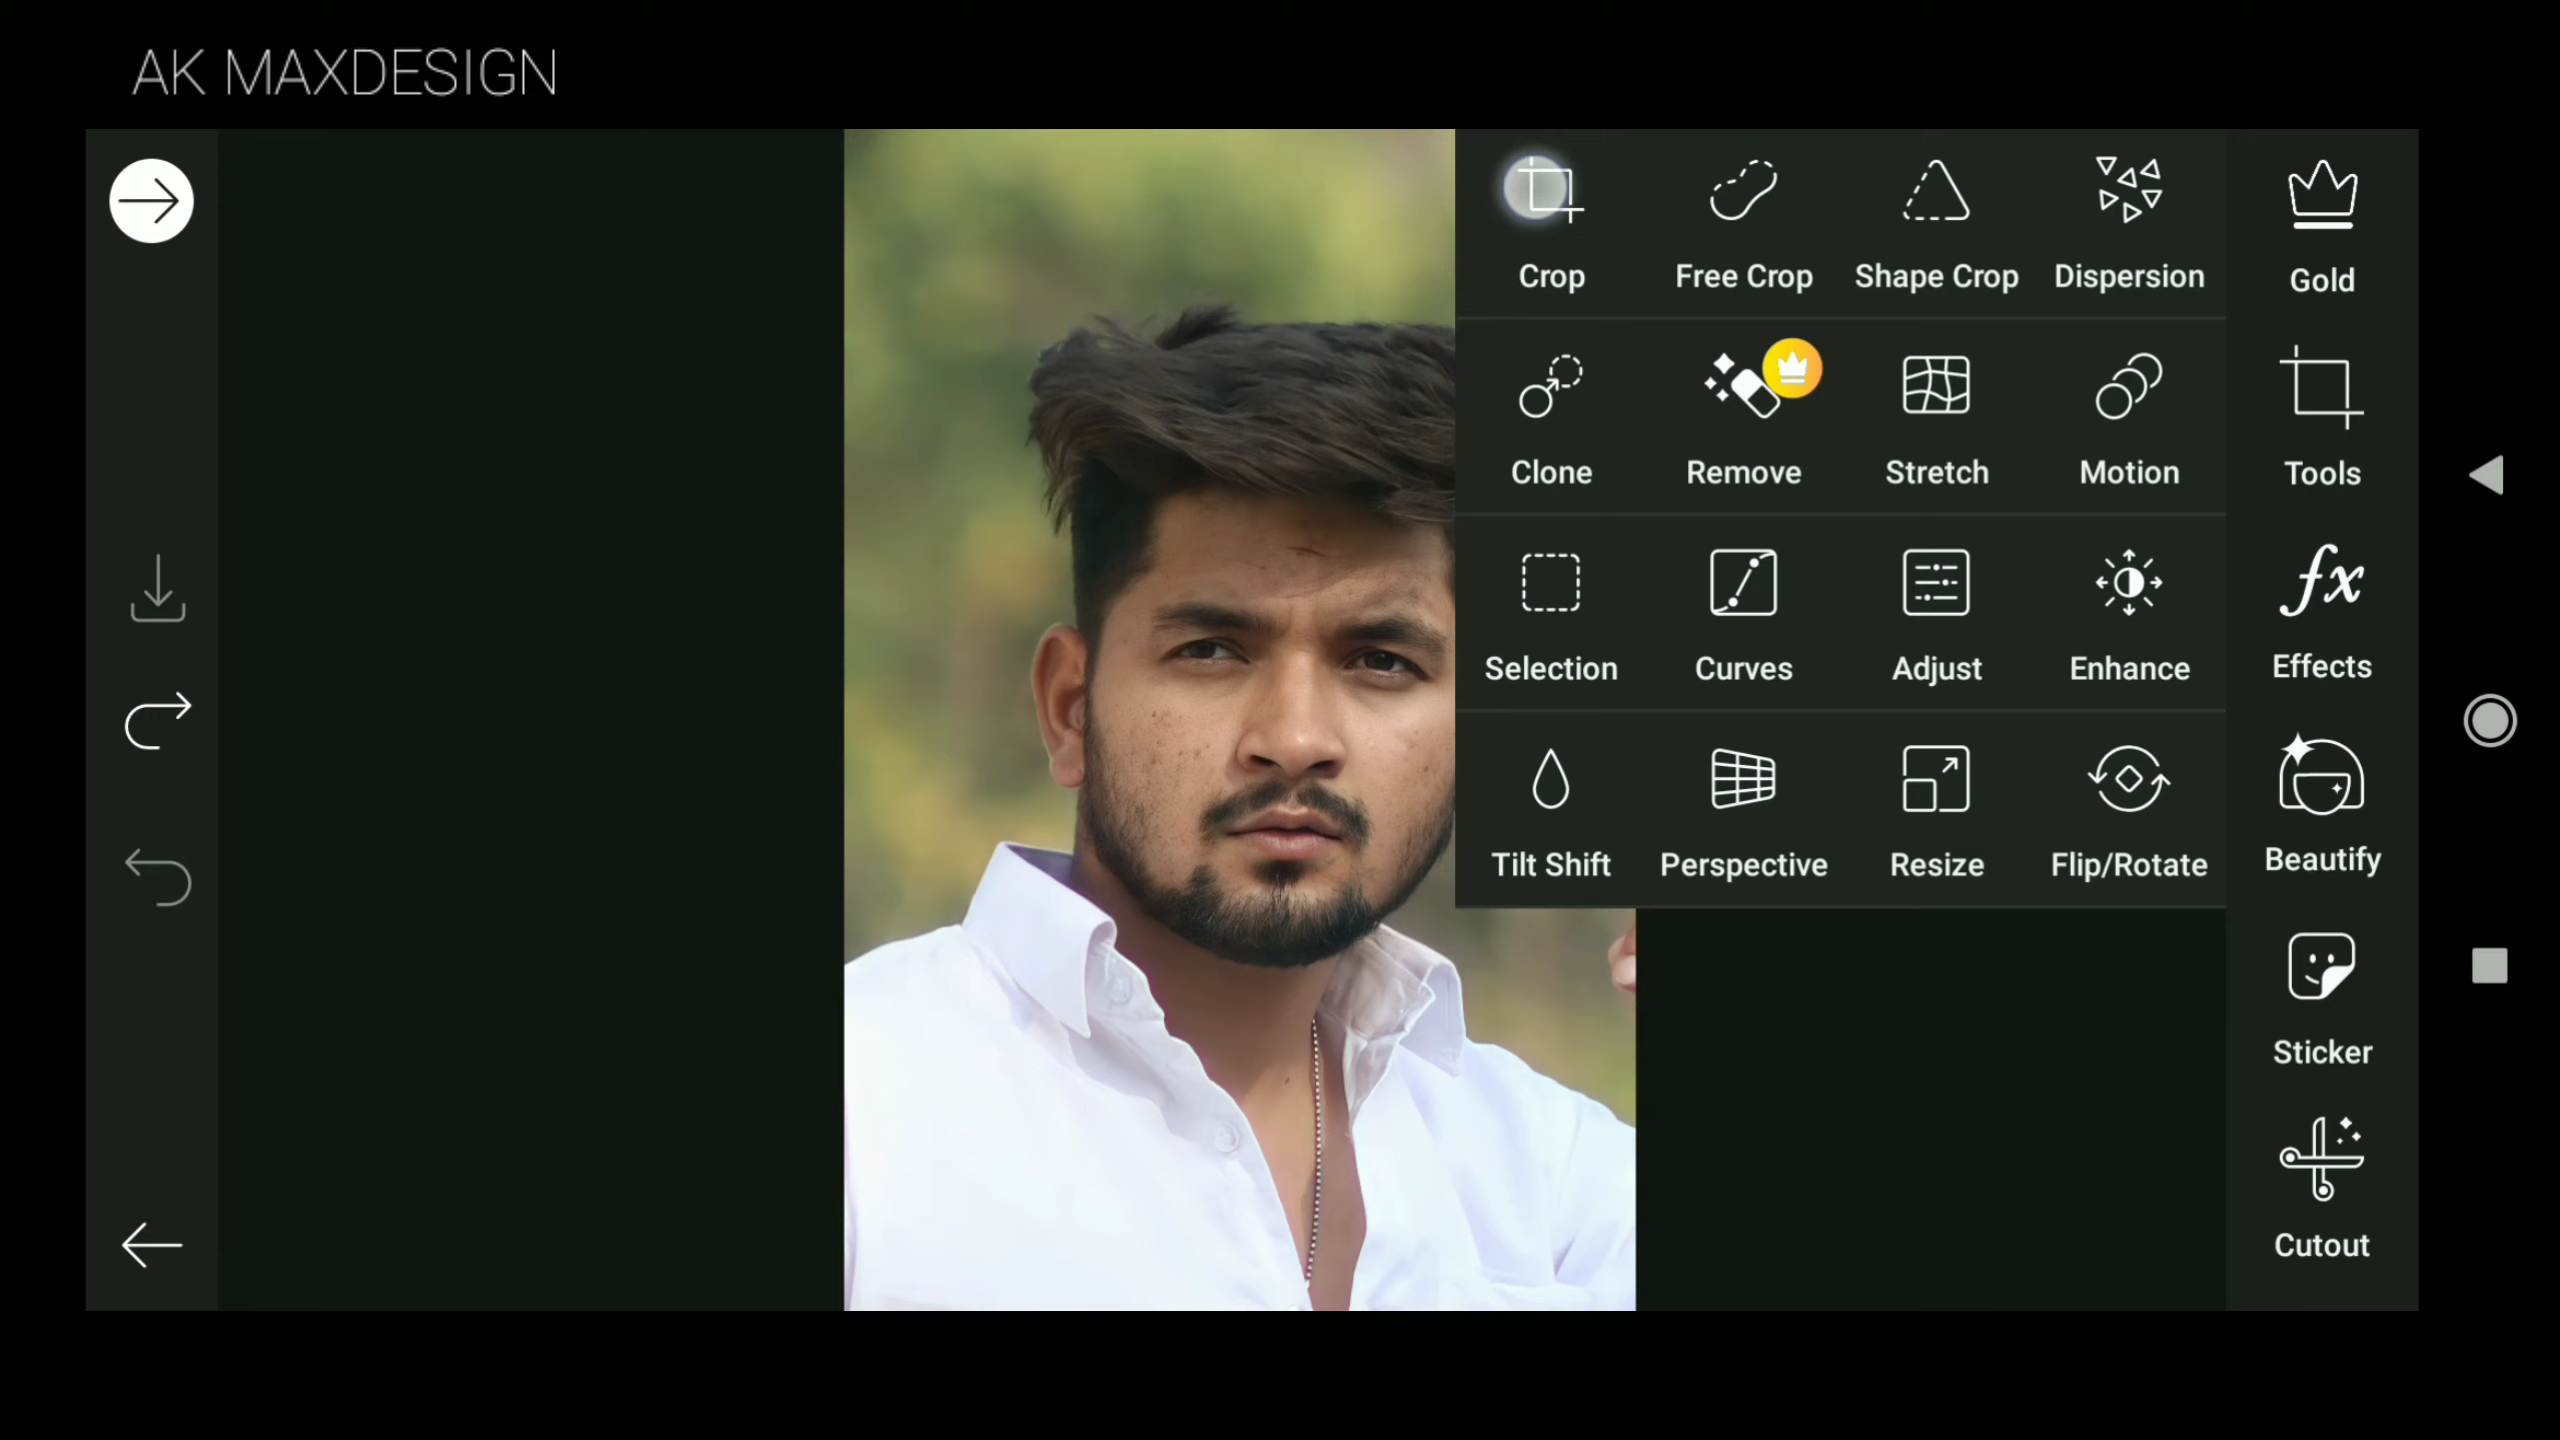 AK MAXDESIGN
Crop Free Crop Shape Crop Dispersion Gold
Clone Remove Stretch Motion Tools
Selection Curves Adjust Enhance Effects
Tilt Shift Perspective Resize Flip/Rotate Beautify
Sticker
Cutout